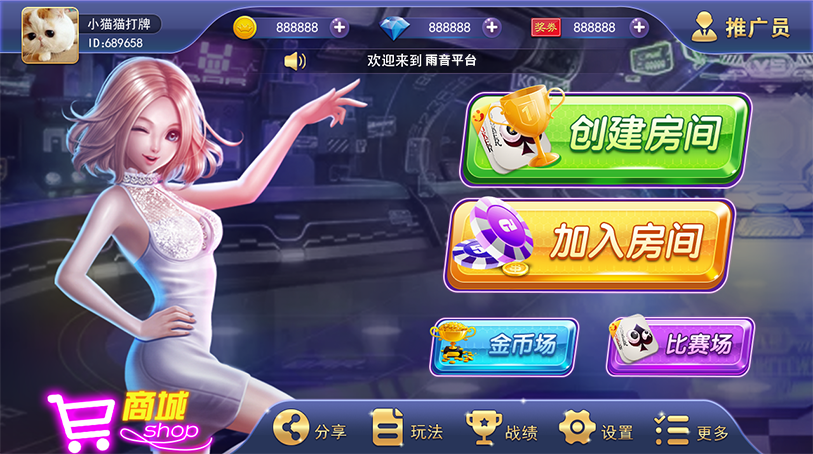 小猫猫打牌
ID:689658
888888
888888
奖券
888888
推广员
欢迎来到 雨音平台
创建房间
加入房间
金币场
比赛场
商城
shop
分享
玩法
战绩
设置
更多